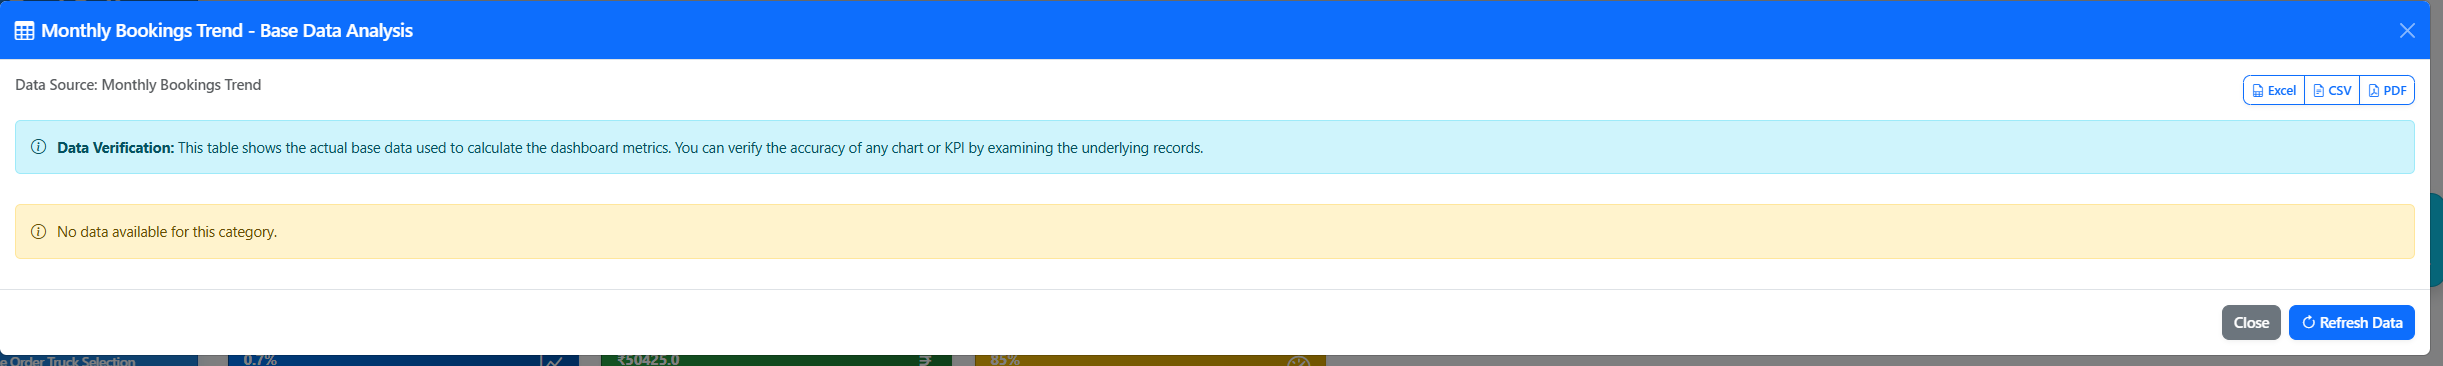 Monthly Bookings Trend - Base Data Analysis
Data Source: Monthly Bookings Trend
Excel CSV PDF
Data Verification: This table shows the actual base data used to calculate the dashboard metrics. You can verify the accuracy of any chart or KPI by examining the underlying records.
No data available for this category.
Close Refresh Data
e Order Truck Selection 0.7% ₹50425.0 85%